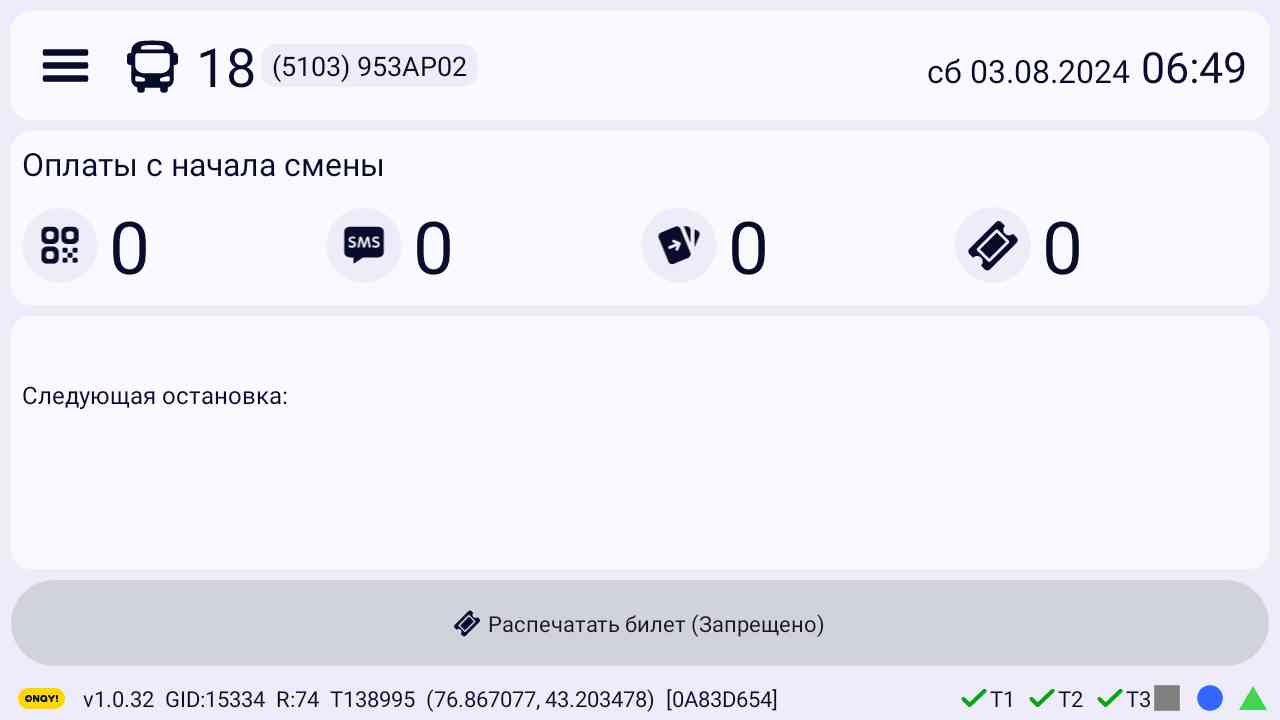 18 (5103) 953AP02 сб 03.08.2024 06:49
Оплаты с начала смены
0 SMS 0 0 0
Следующая остановка:
Распечатать билет (Запрещено)
ONAY! v1.0.32 GID:15334 R:74 T138995 (76.867077, 43.203478) [0A83D654] T1 T2 T3